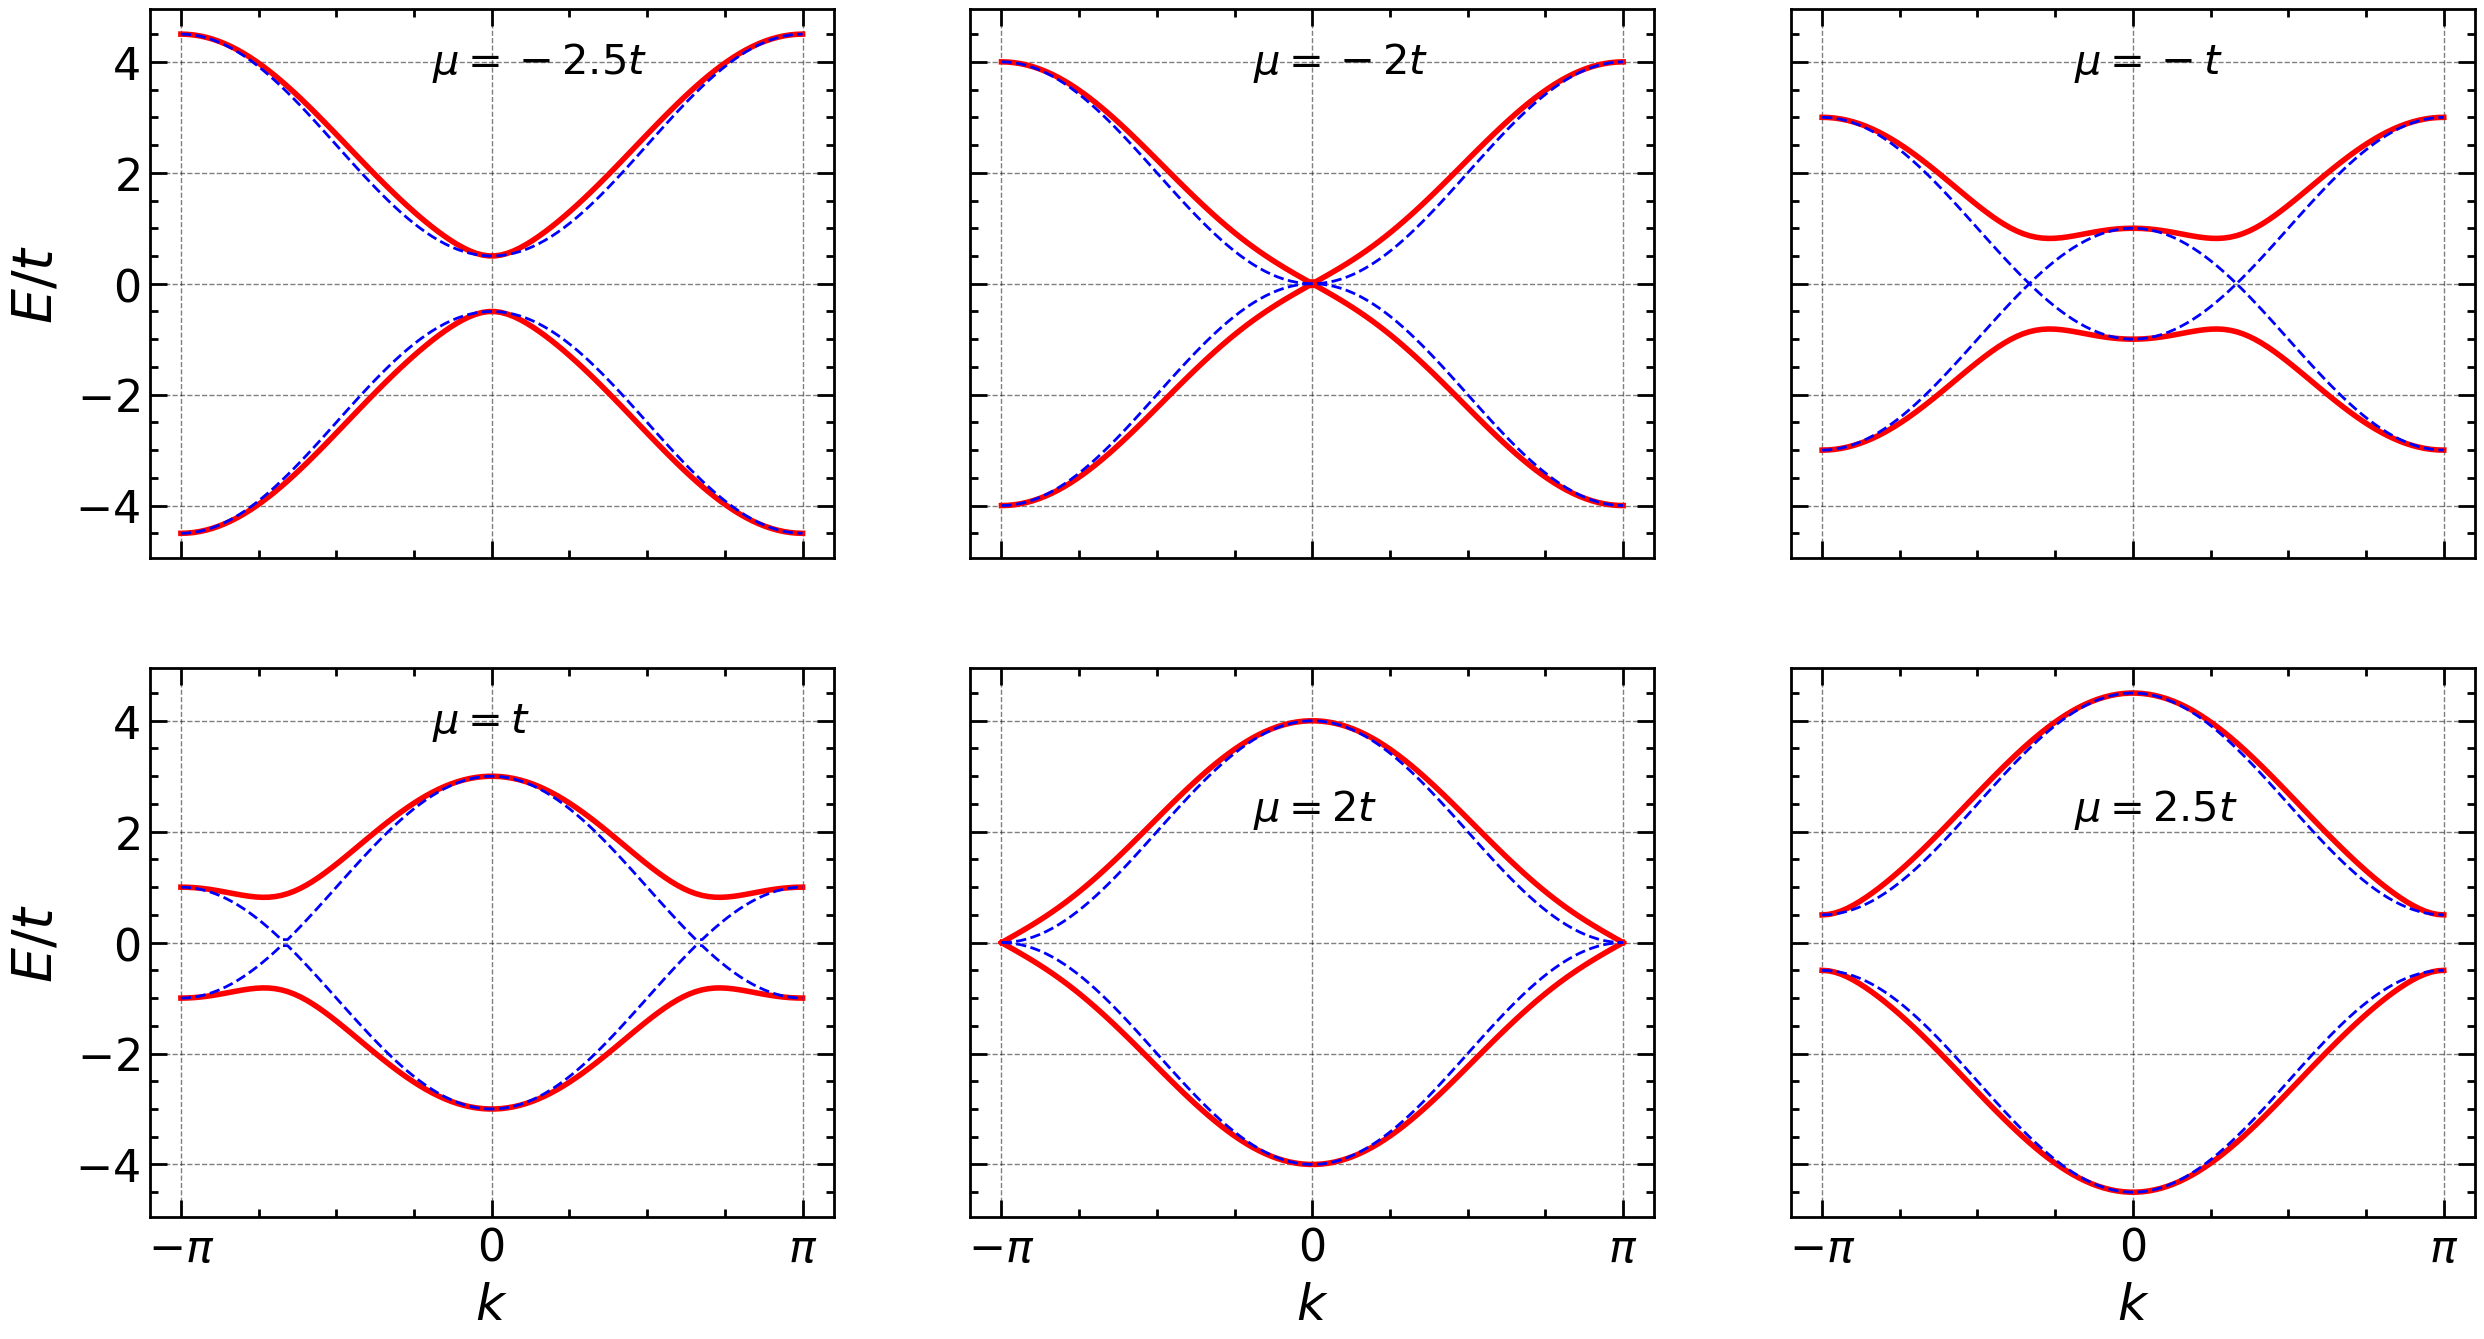 μ = −2.5t
μ = −2t
μ = −t
E/t
4
2
0
−2
−4
μ = t
μ = 2t
μ = 2.5t
E/t
4
2
0
−2
−4
−π 0 π
−π 0 π
−π 0 π
k
k
k